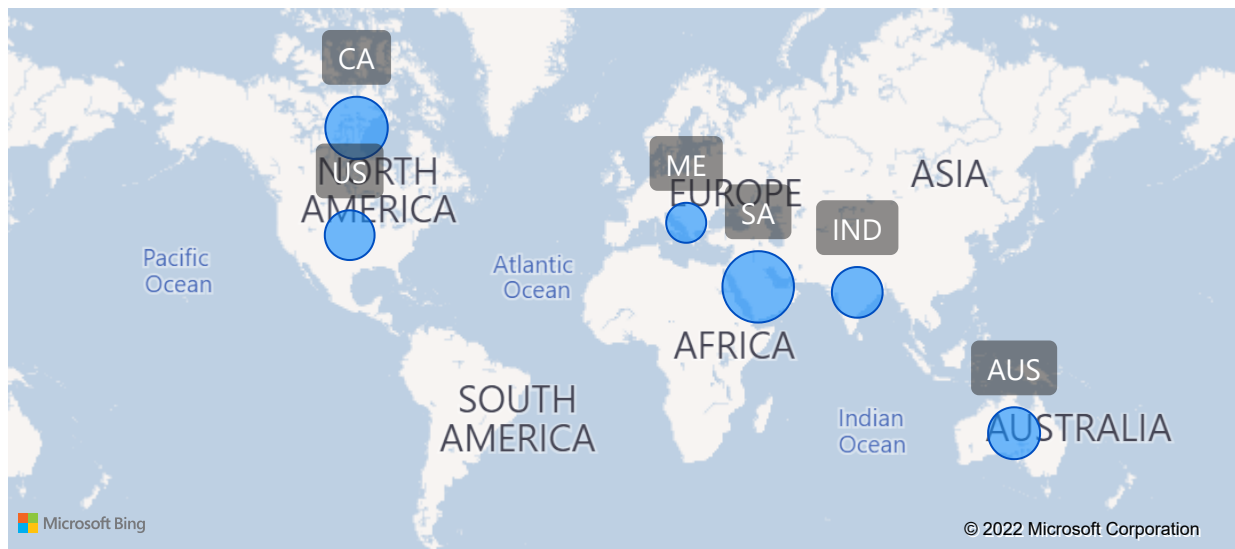 CA
NORTH
AMERICA
US
ME
EUROPE
SA
IND
ASIA
Pacific
Ocean
Atlantic
Ocean
AFRICA
SOUTH
AMERICA
AUS
Indian
Ocean
AUSTRALIA
Microsoft Bing
© 2022 Microsoft Corporation